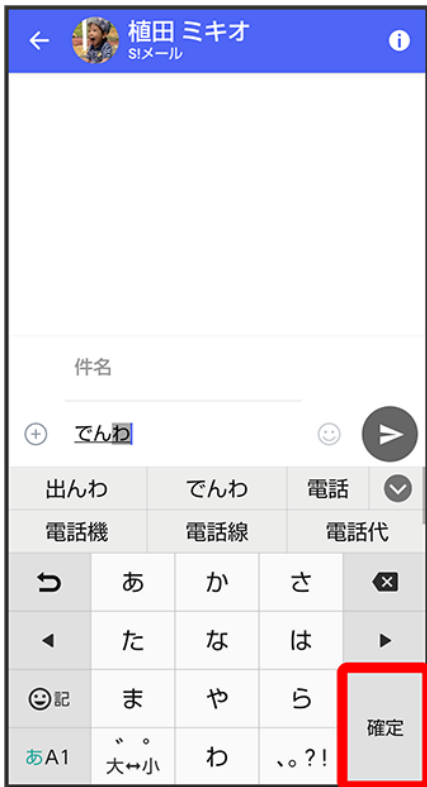 植田 ミキオ
S!メール
件名
でんわ
出んわ でんわ 電話
電話機 電話線 電話代
あ か さ
た な は
記 ま や ら 確定
あA1 ゛゜大↔小 わ 、。?!